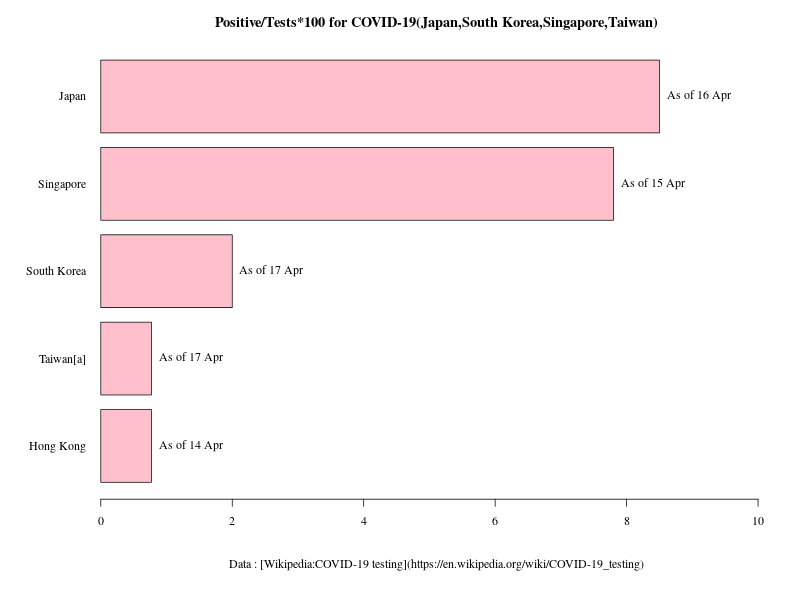 Positive/Tests*100 for COVID-19(Japan,South Korea,Singapore,Taiwan)
Japan As of 16 Apr
Singapore As of 15 Apr
South Korea As of 17 Apr
Taiwan[a] As of 17 Apr
Hong Kong As of 14 Apr
0 2 4 6 8 10
Data : [Wikipedia:COVID-19 testing](https://en.wikipedia.org/wiki/COVID-19_testing)